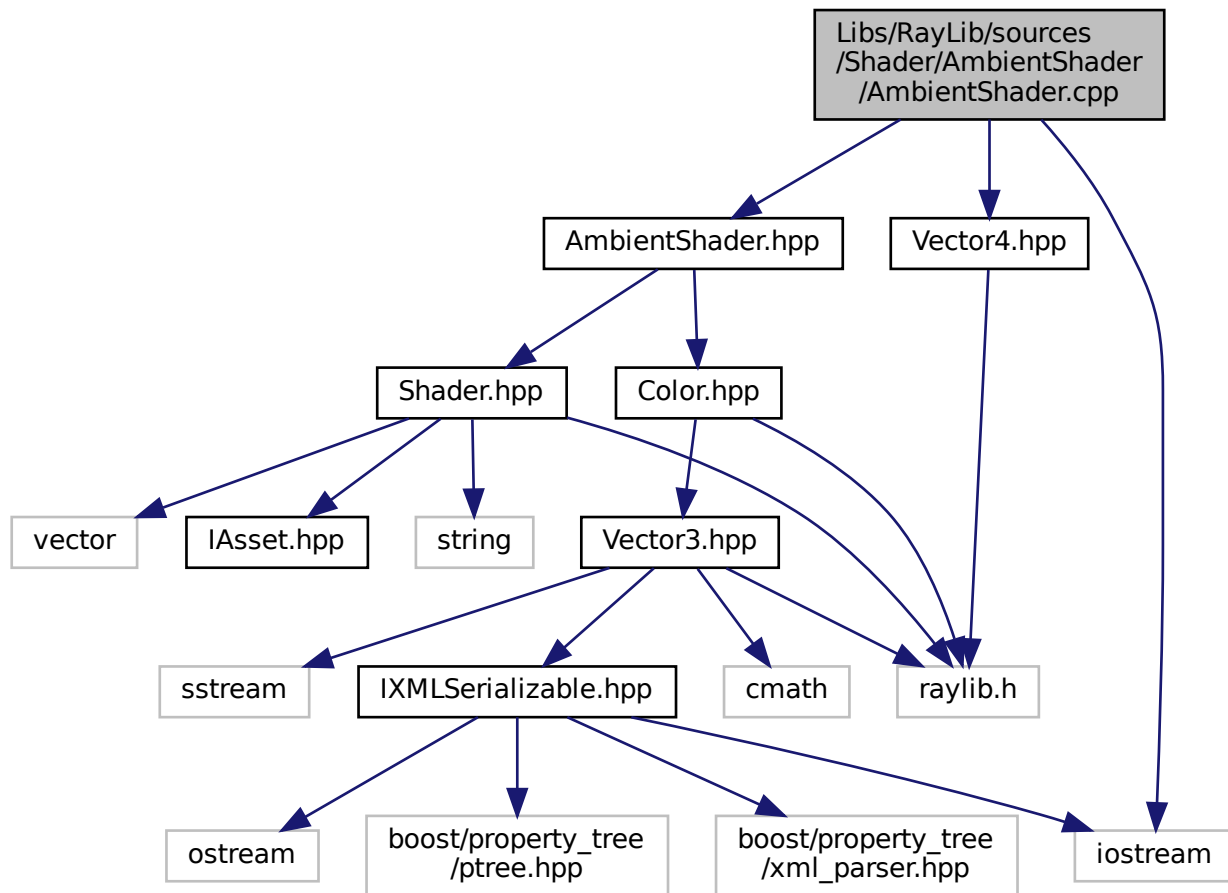 Libs/RayLib/sources
/Shader/AmbientShader
/AmbientShader.cpp
AmbientShader.hpp
Vector4.hpp
Shader.hpp
Color.hpp
vector
IAsset.hpp
string
Vector3.hpp
sstream
IXMLSerializable.hpp
cmath
raylib.h
ostream
boost/property_tree
/ptree.hpp
boost/property_tree
/xml_parser.hpp
iostream